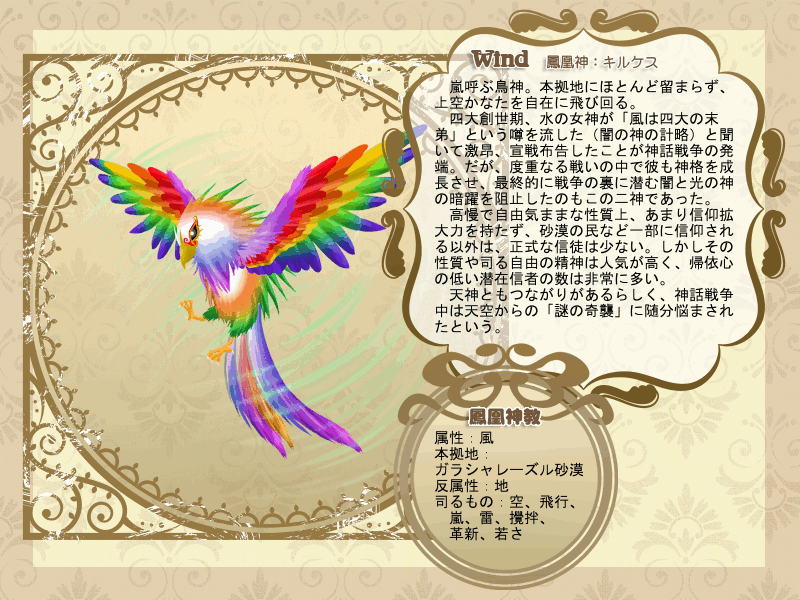 Wind 鳳凰神：キルケス
嵐呼ぶ鳥神。本拠地にほとんど留まらず、
上空かなたを自在に飛び回る。
四大創世期、水の女神が「風は四大の末
弟」という噂を流した（闇の神の計略）と聞
いて激昂、宣戦布告したことが神話戦争の発
端。だが、度重なる戦いの中で彼も神格を成
長させ、最終的に戦争の裏に潜む闇と光の神
の暗躍を阻止したのもこの二神であった。
高慢で自由気ままな性質上、あまり信仰拡
大力を持たず、砂漠の民など一部に信仰され
る以外は、正式な信徒は少ない。しかしその
性質や司る自由の精神は人気が高く、帰依心
の低い潜在信者の数は非常に多い。
天神ともつながりがあるらしく、神話戦争
中は天空からの「謎の奇襲」に随分悩まされ
たという。
鳳凰神教
属性：風
本拠地：
ガラシャレーズル砂漠
反属性：地
司るもの：空、飛行、
嵐、雷、攪拌、
革新、若さ